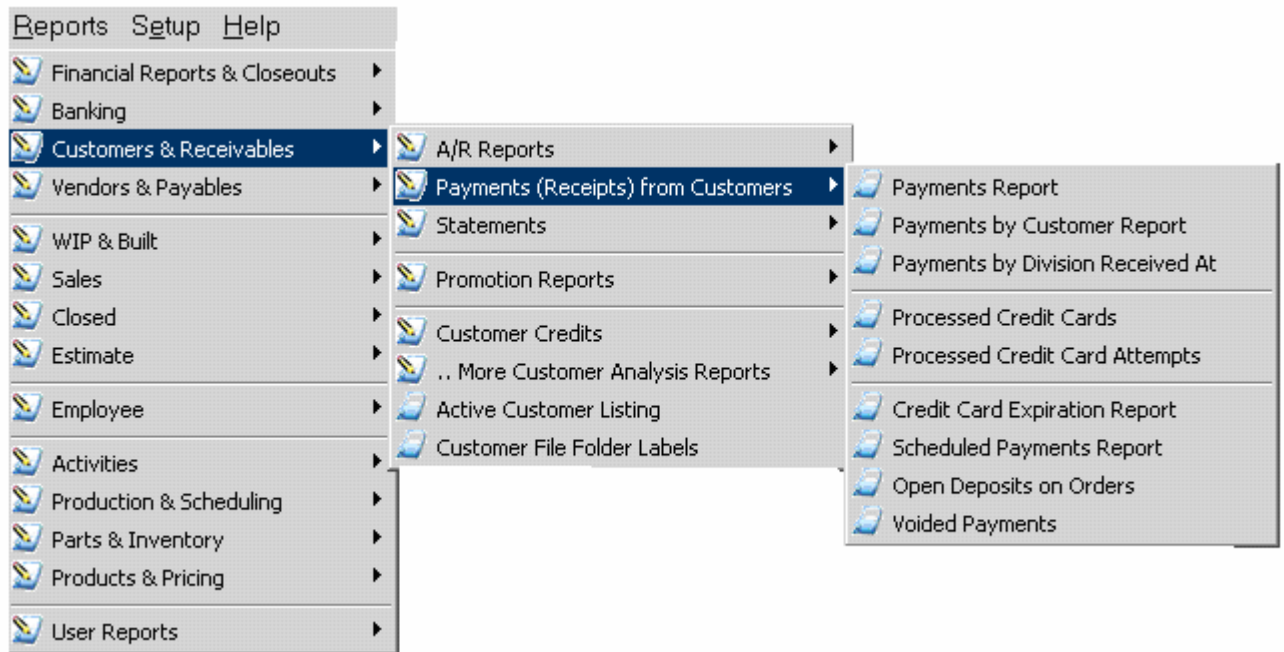 Reports Setup Help
Financial Reports & Closeouts
Banking
Customers & Receivables
Vendors & Payables
WIP & Built
Sales
Closed
Estimate
Employee
Activities
Production & Scheduling
Parts & Inventory
Products & Pricing
User Reports
A/R Reports
Payments (Receipts) from Customers
Statements
Promotion Reports
Customer Credits
.. More Customer Analysis Reports
Active Customer Listing
Customer File Folder Labels
Payments Report
Payments by Customer Report
Payments by Division Received At
Processed Credit Cards
Processed Credit Card Attempts
Credit Card Expiration Report
Scheduled Payments Report
Open Deposits on Orders
Voided Payments